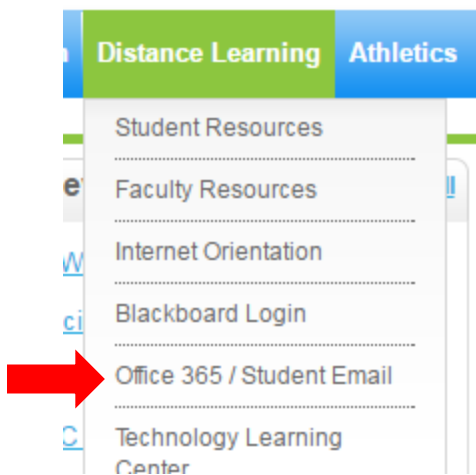 Distance Learning Athletics
Student Resources
Faculty Resources
Internet Orientation
Blackboard Login
Office 365 / Student Email
Technology Learning
Center